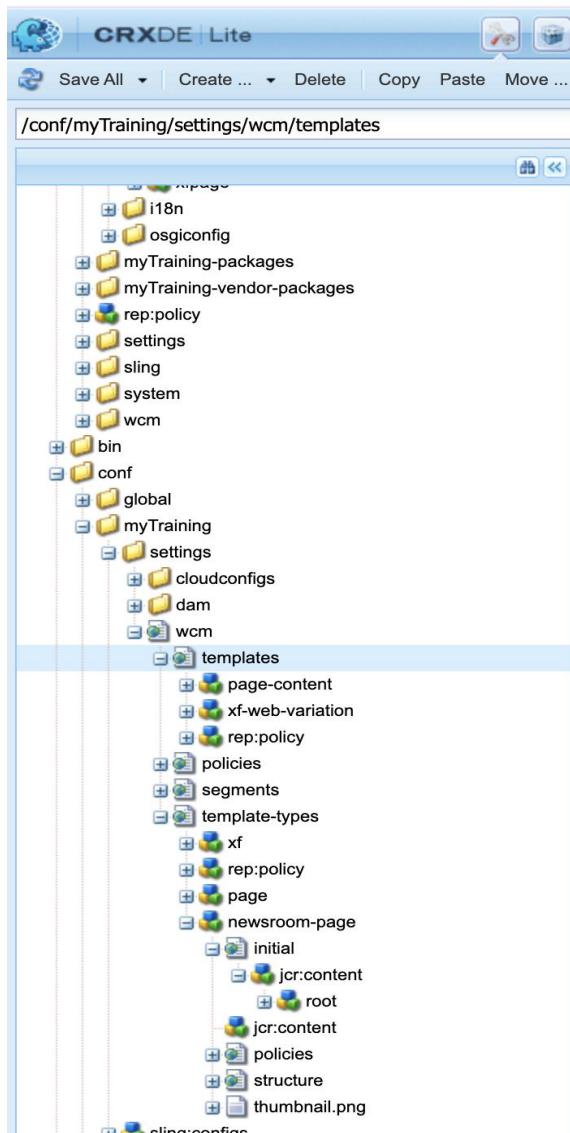 CRXDE | Lite
Save All Create ... Delete Copy Paste Move ...
/conf/myTraining/settings/wcm/templates
xfpage
i18n
osgiconfig
myTraining-packages
myTraining-vendor-packages
rep:policy
settings
sling
system
wcm
bin
conf
global
myTraining
settings
cloudconfigs
dam
wcm
templates
page-content
xf-web-variation
rep:policy
policies
segments
template-types
xf
rep:policy
page
newsroom-page
initial
jcr:content
root
jcr:content
policies
structure
thumbnail.png
sling:configs